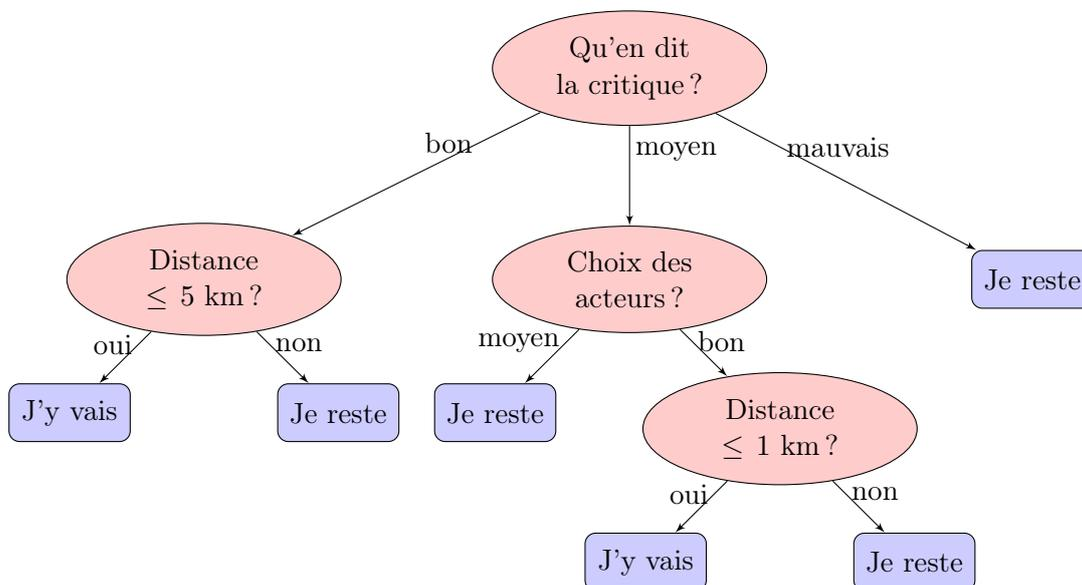 Qu'en dit
la critique ?
bon
moyen
mauvais
Distance
≤ 5 km ?
Choix des
acteurs ?
Je reste
oui
non
moyen
bon
J'y vais
Je reste
Je reste
Distance
≤ 1 km ?
oui
non
J'y vais
Je reste